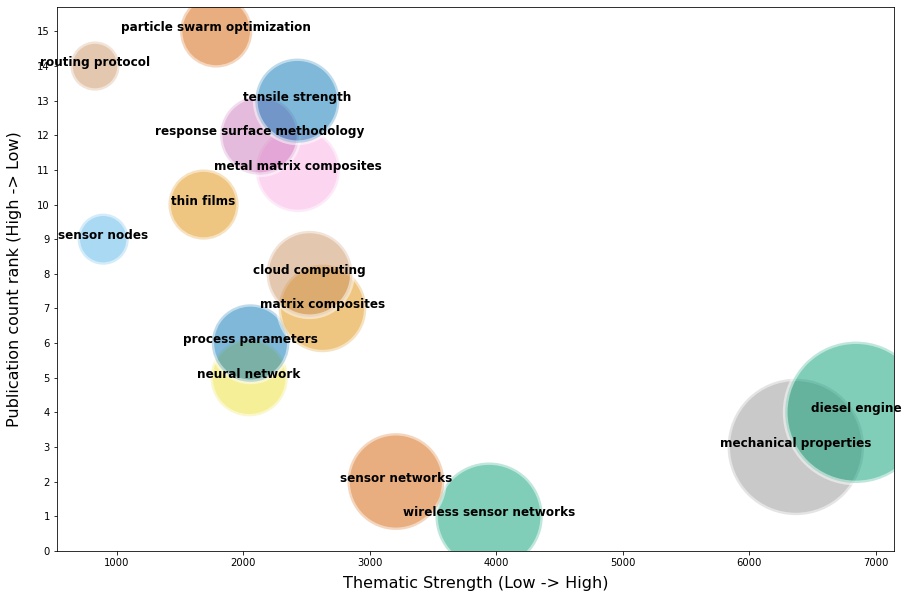 particle swarm optimization
15
routing protocol
14
tensile strength
13
response surface methodology
12
metal matrix composites
11
thin films
10
sensor nodes
9
cloud computing
8
matrix composites
7
process parameters
6
neural network
5
diesel engine
4
mechanical properties
3
sensor networks
2
wireless sensor networks
1
0
1000 2000 3000 4000 5000 6000 7000
Thematic Strength (Low -> High)
Publication count rank (High -> Low)